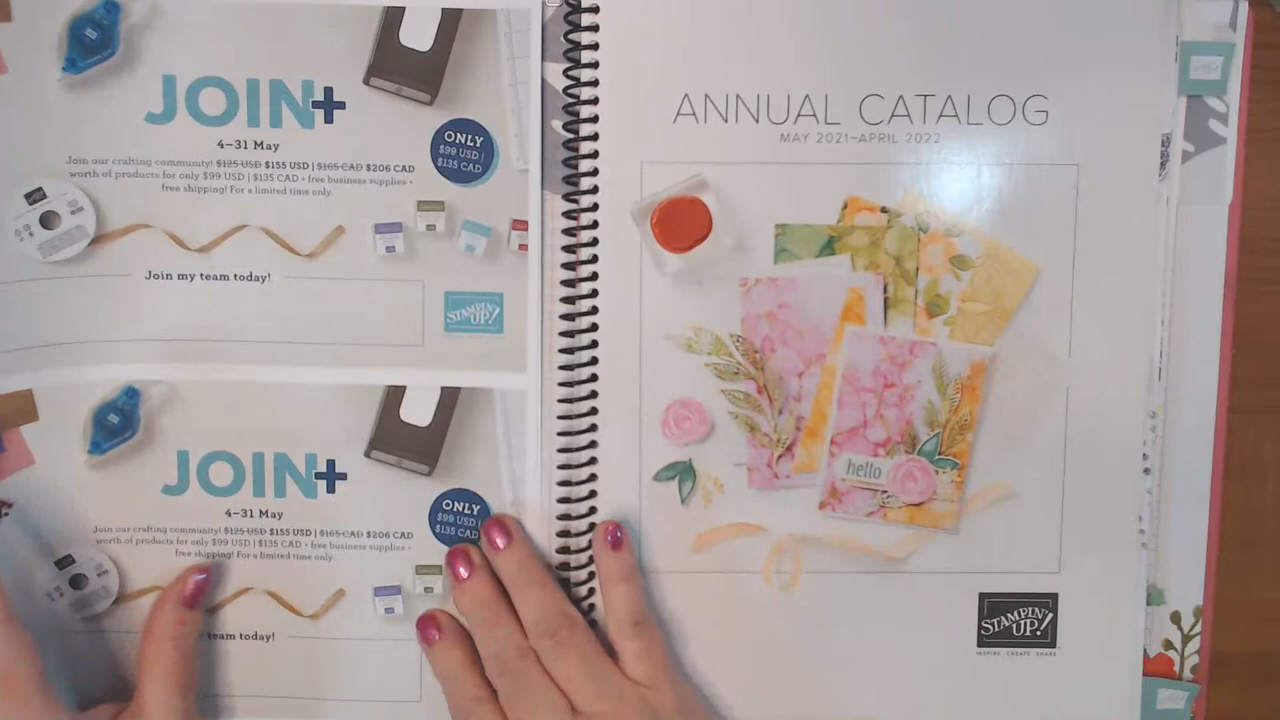 JOIN+
4–31 May
ONLY
$99 USD |
$135 CAD
Join our crafting community! $125 USD $155 USD | $165 CAD $206 CAD
worth of products for only $99 USD | $135 CAD • free business supplies •
free shipping! For a limited time only.
Join my team today!
STAMPIN' UP!
JOIN+
4–31 May
ONLY
$99 USD |
$135 CAD
Join our crafting community! $125 USD $155 USD | $165 CAD $206 CAD
worth of products for only $99 USD | $135 CAD • free business supplies •
free shipping! For a limited time only.
team today!
ANNUAL CATALOG
MAY 2021–APRIL 2022
hello
STAMPIN'
UP!
INSPIRE. CREATE. SHARE.